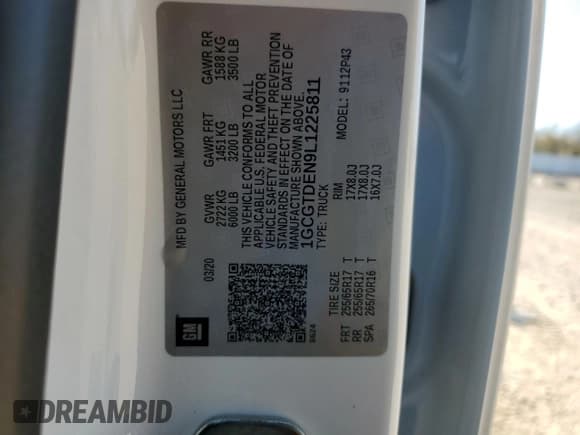 MFD BY GENERAL MOTORS LLC
03/20
GVWR GAWR FRT GAWR RR
2722 KG 1451 KG 1588 KG
6000 LB 3200 LB 3500 LB
THIS VEHICLE CONFORMS TO ALL
APPLICABLE U.S. FEDERAL MOTOR
VEHICLE SAFETY AND THEFT PREVENTION
STANDARDS IN EFFECT ON THE DATE OF
MANUFACTURE SHOWN ABOVE.
1GCGTDEN9L1225811
TYPE: TRUCK MODEL: 9112P43
TIRE SIZE RIM
FRT 255/65R17 T 17X8.0J
RR 255/65R17 T 17X8.0J
SPA 265/70R16 T 16X7.0J
GM
DREAMBID